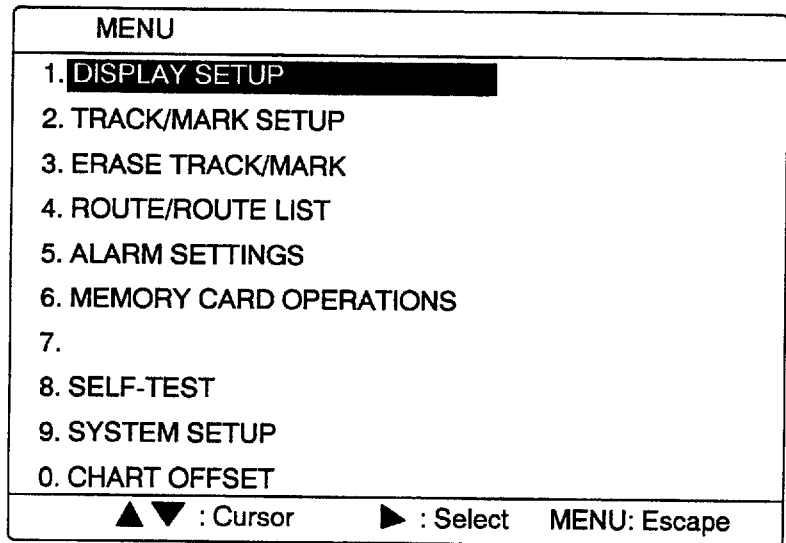 MENU
1. DISPLAY SETUP
2. TRACK/MARK SETUP
3. ERASE TRACK/MARK
4. ROUTE/ROUTE LIST
5. ALARM SETTINGS
6. MEMORY CARD OPERATIONS
7.
8. SELF-TEST
9. SYSTEM SETUP
0. CHART OFFSET
▲ ▼ : Cursor ▶ : Select MENU: Escape